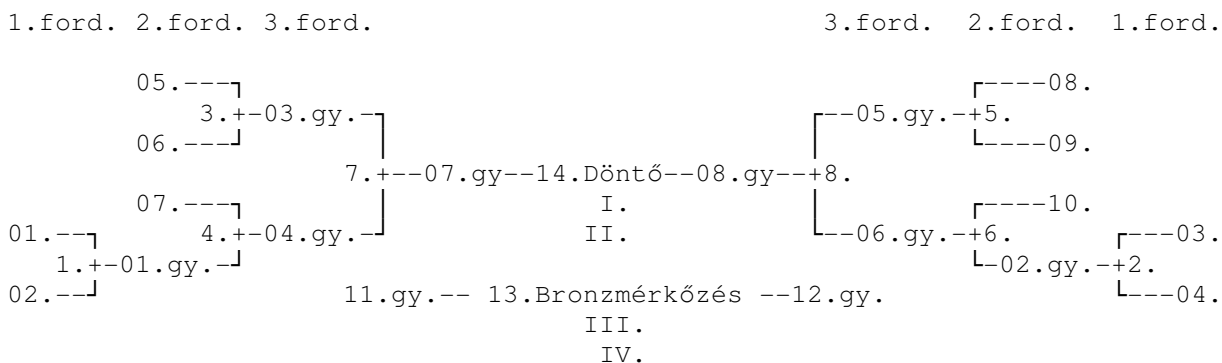 1.ford. 2.ford. 3.ford. 3.ford. 2.ford. 1.ford.
05.---┐ ┌----08.
3.+-03.gy.-┐ ┌--05.gy.-+5.
06.---┘ │ │ └----09.
7.+--07.gy--14.Döntő--08.gy--+8.
07.---┐ │ I. │ ┌----10.
01.--┐ 4.+-04.gy.-┘ II. └--06.gy.-+6. ┌---03.
1.+-01.gy.-┘ └-02.gy.-+2.
02.--┘ 11.gy.-- 13.Bronzmérkőzés --12.gy. └---04.
III.
IV.